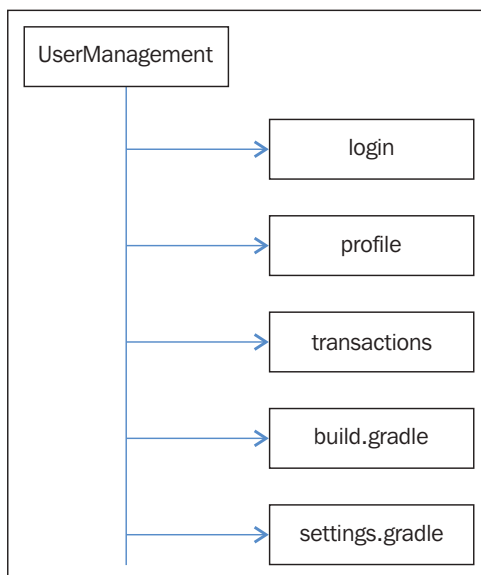 UserManagement
login
profile
transactions
build.gradle
settings.gradle